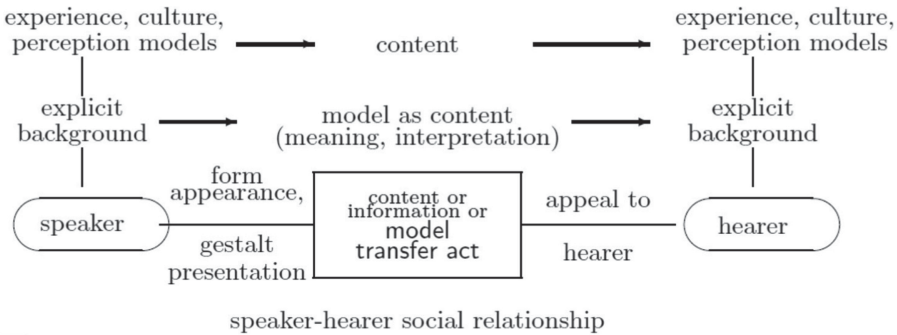 experience, culture,
perception models
content
experience, culture,
perception models
explicit
background
model as content
(meaning, interpretation)
explicit
background
speaker
form
appearance,
gestalt
presentation
content or
information or
model
transfer act
appeal to
hearer
hearer
speaker-hearer social relationship